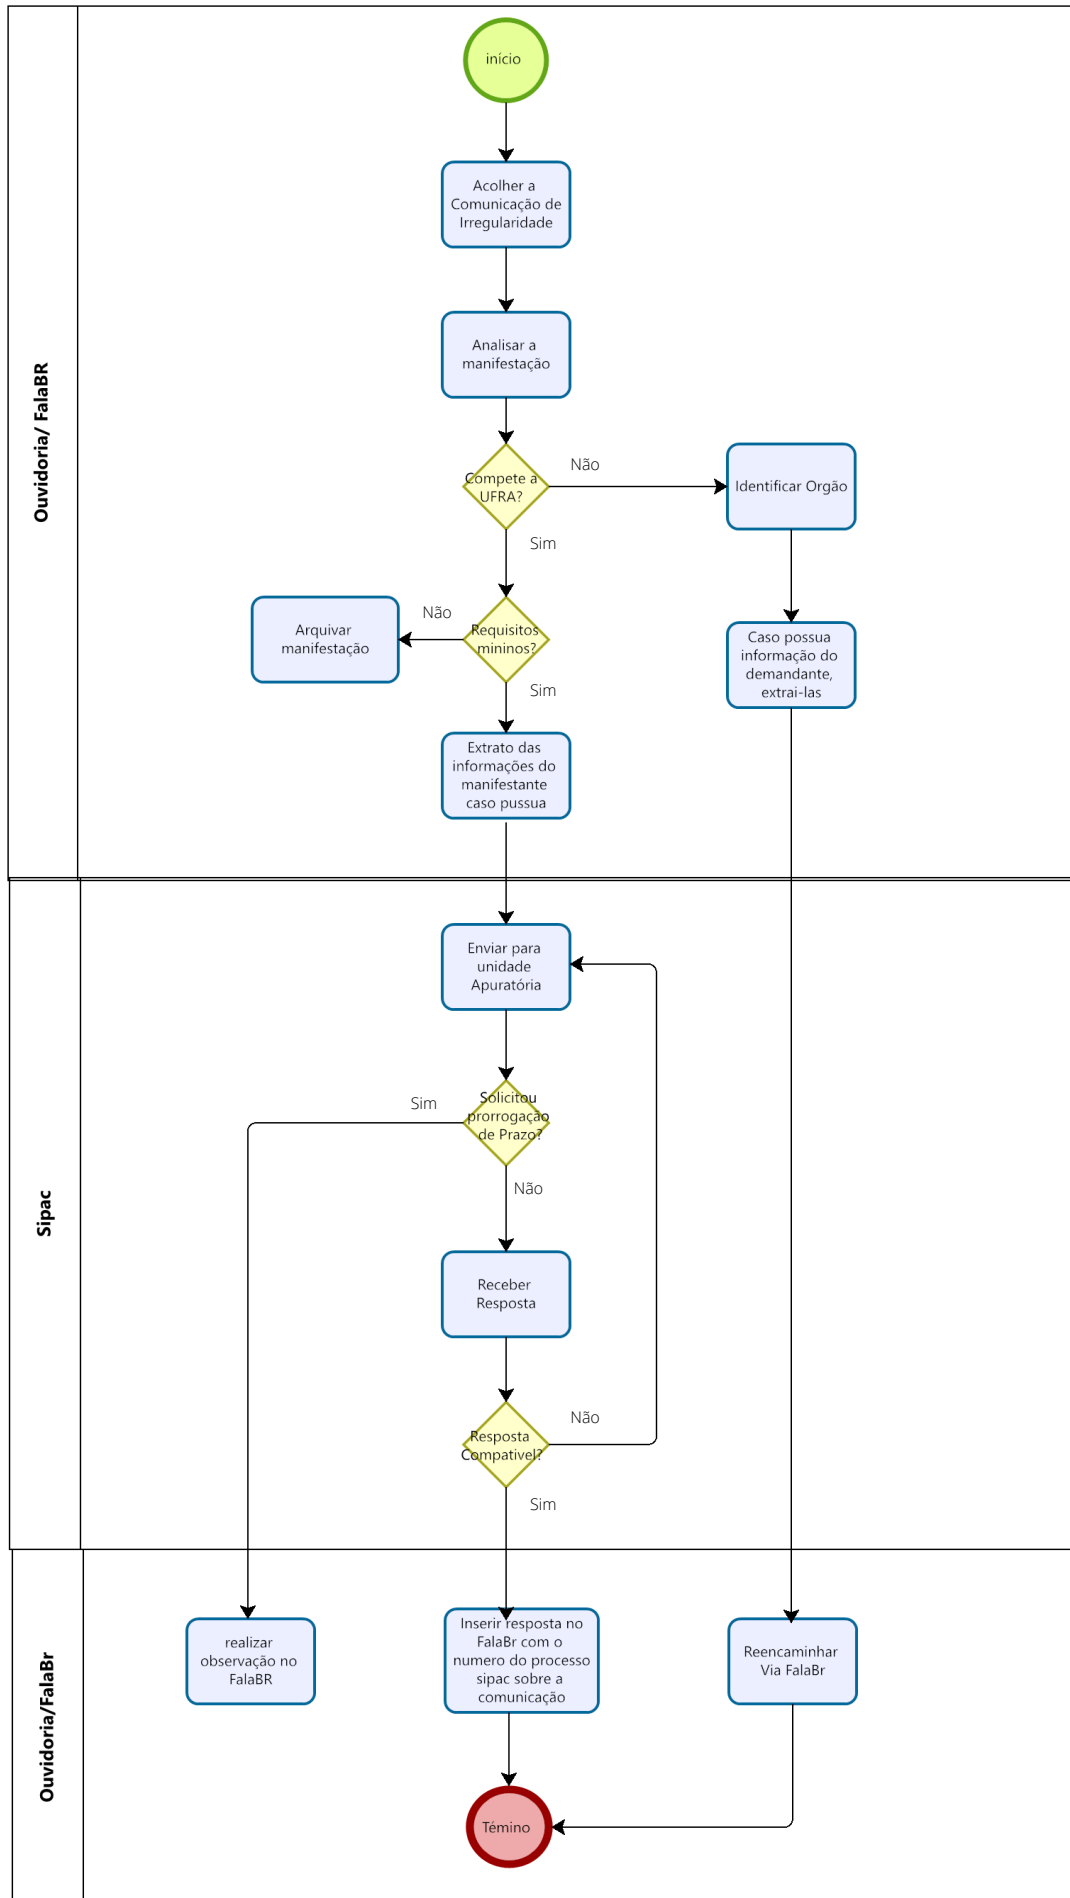 Ouvidoria/ FalaBR
início
Acolher a
Comunicação de
Irregularidade
Analisar a
manifestação
Compete a
UFRA?
Não
Identificar Orgão
Sim
Arquivar
manifestação
Não
Requisitos
mininos?
Caso possua
informação do
demandante,
extrai-las
Sim
Extrato das
informações do
manifestante
caso pussua
Sipac
Enviar para
unidade
Apuratória
Sim
Solicitou
prorrogação
de Prazo?
Não
Receber
Resposta
Resposta
Compativel?
Não
Sim
Ouvidoria/FalaBr
realizar
observação no
FalaBR
Inserir resposta no
FalaBr com o
numero do processo
sipac sobre a
comunicação
Reencaminhar
Via FalaBr
Témino